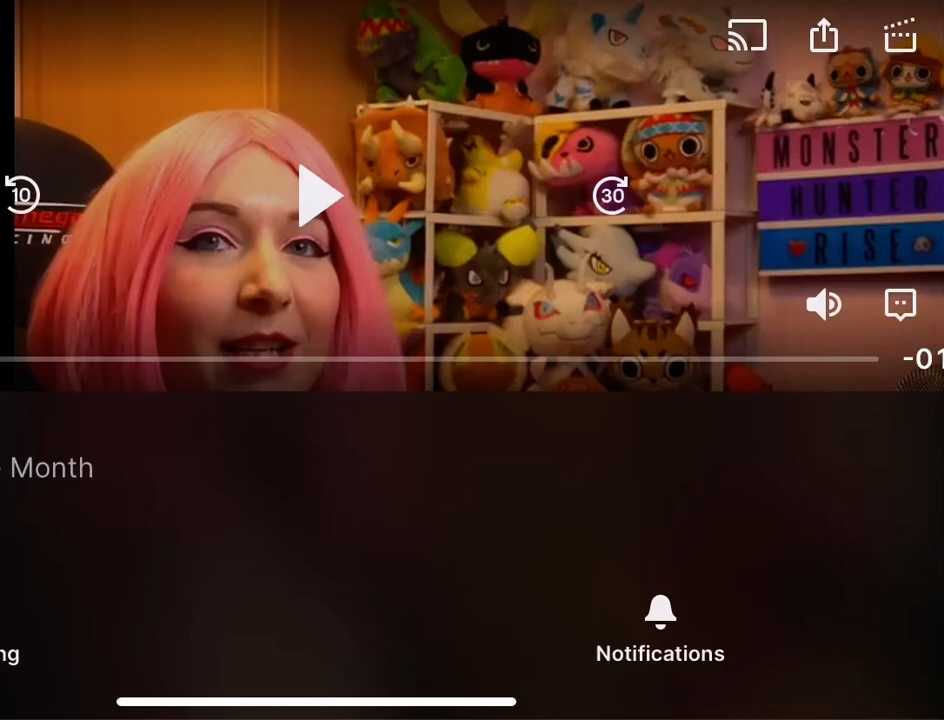 MONSTER
HUNTER
RISE
10
30
-01
Month
ng
Notifications